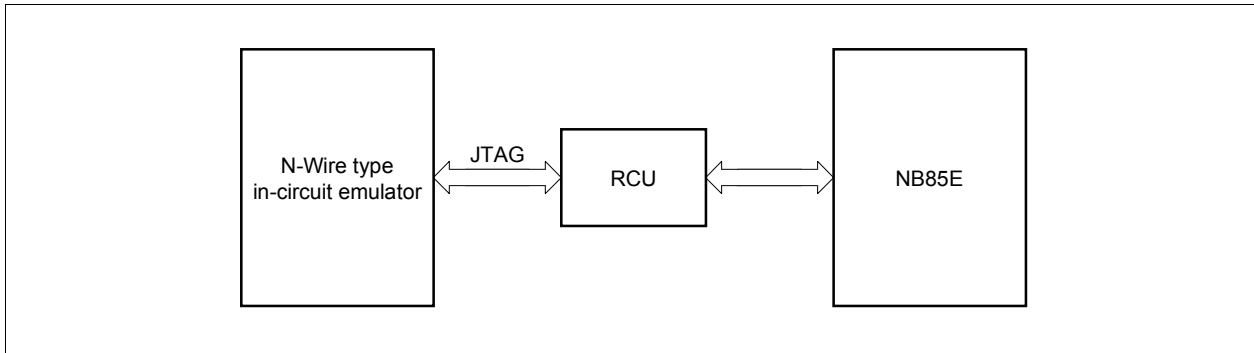 N-Wire type
in-circuit emulator
JTAG
RCU
NB85E